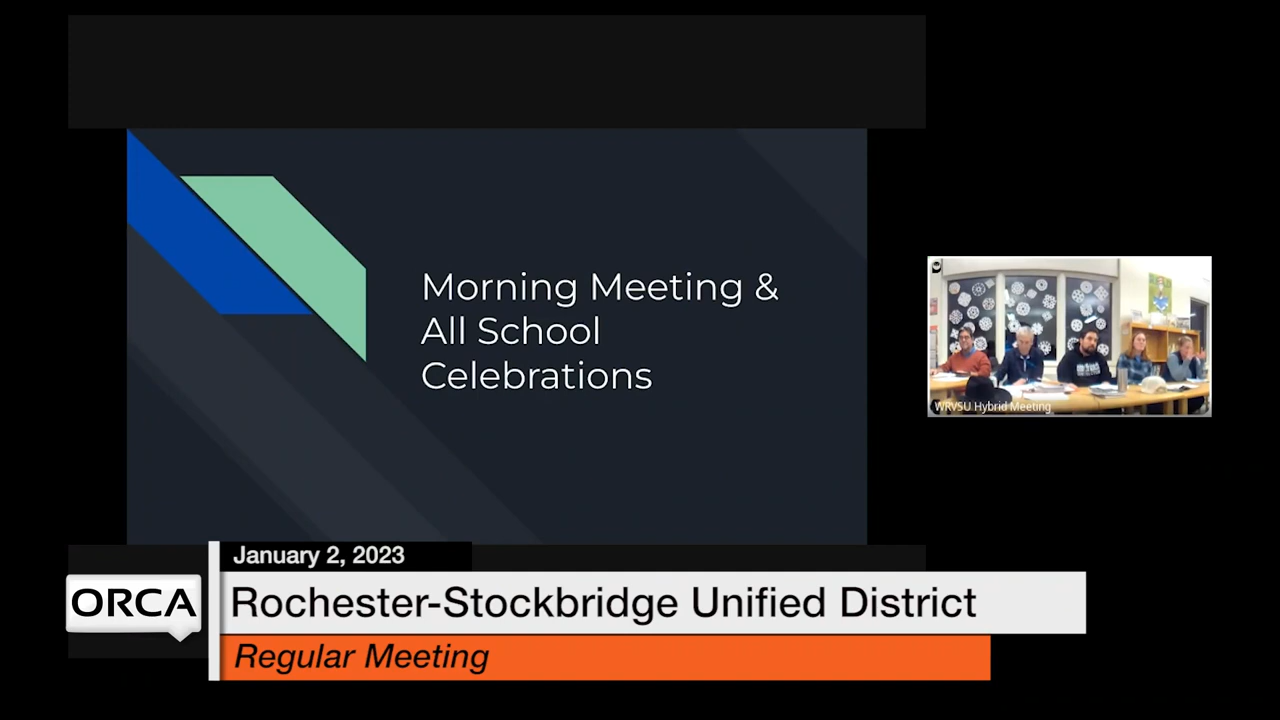 Morning Meeting &
All School
Celebrations
WRVSU Hybrid Meeting
January 2, 2023
ORCA
Rochester-Stockbridge Unified District
Regular Meeting